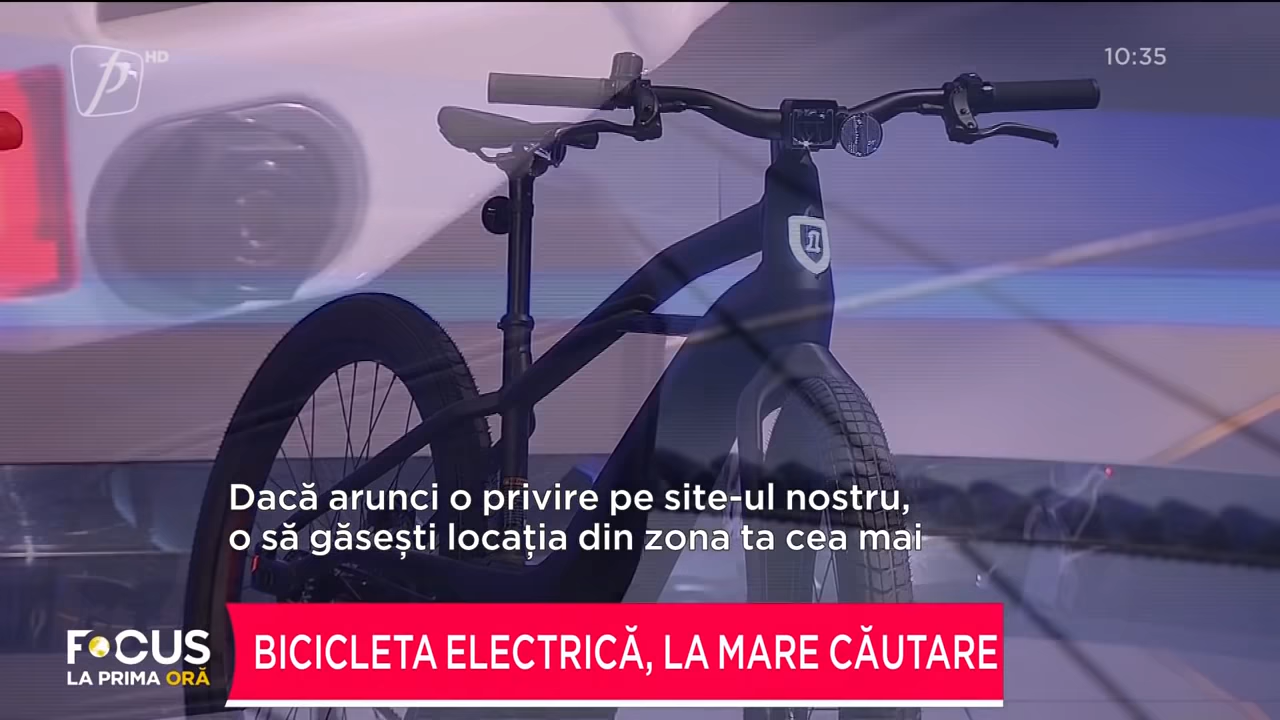 p HD
10:35
1
Dacă arunci o privire pe site-ul nostru,
o să găsești locația din zona ta cea mai
FOCUS
LA PRIMA ORĂ
BICICLETA ELECTRICĂ, LA MARE CĂUTARE